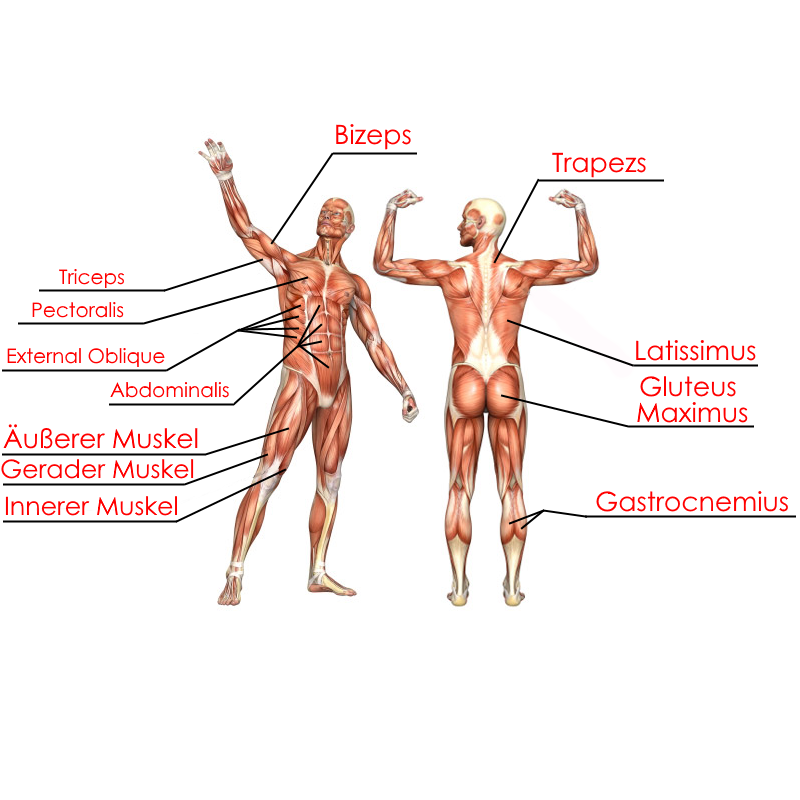 Bizeps
Trapezs
Triceps
Pectoralis
External Oblique
Abdominalis
Latissimus
Gluteus
Maximus
Äußerer Muskel
Gerader Muskel
Innerer Muskel
Gastrocnemius